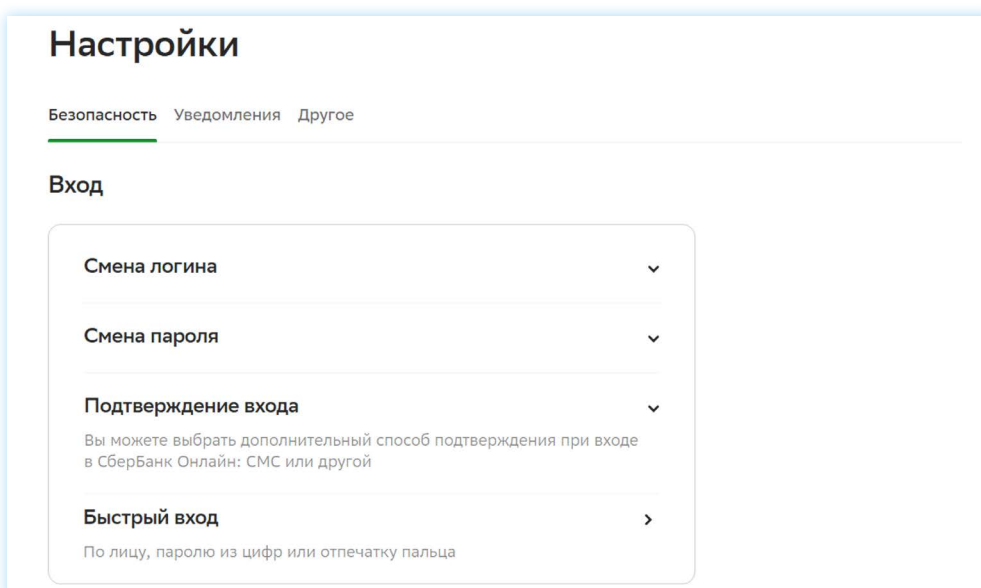 Настройки
Безопасность Уведомления Другое
Вход
Смена логина
Смена пароля
Подтверждение входа
Вы можете выбрать дополнительный способ подтверждения при входе
в СберБанк Онлайн: СМС или другой
Быстрый вход
По лицу, паролю из цифр или отпечатку пальца